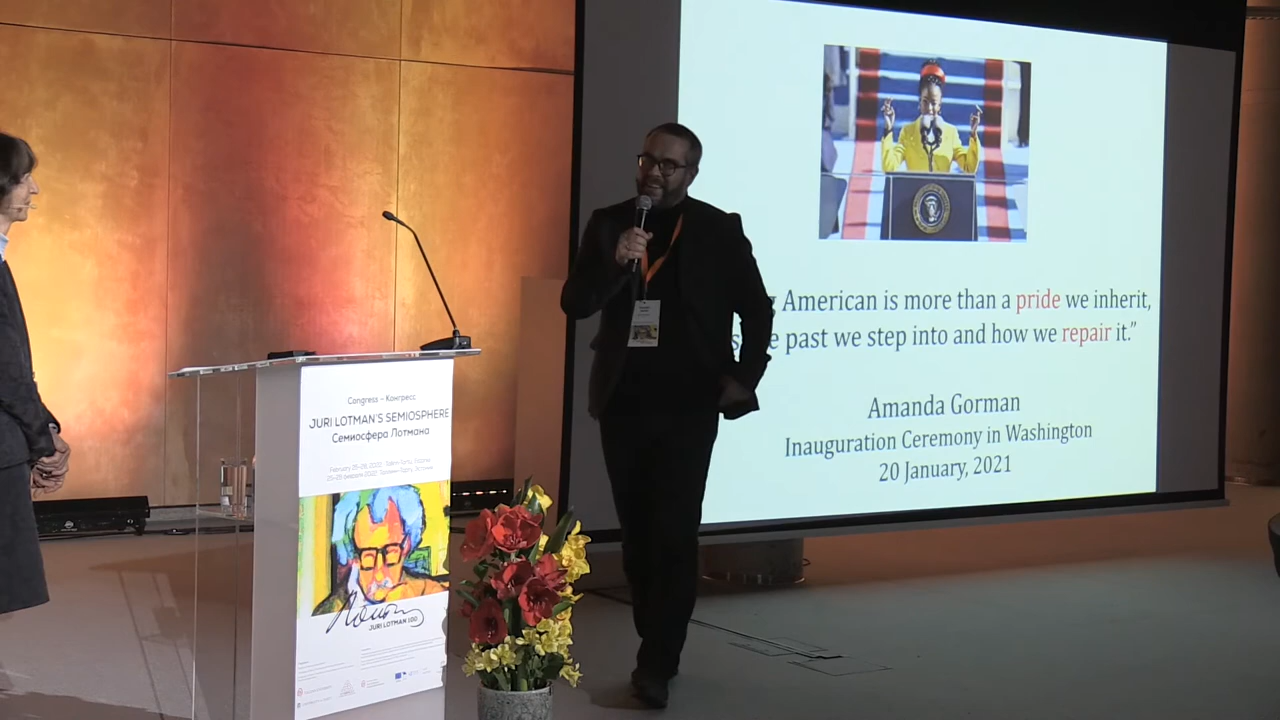 American is more than a pride we inherit,
past we step into and how we repair it.”
Amanda Gorman
Inauguration Ceremony in Washington
20 January, 2021
Congress – Конгресс
JURI LOTMAN'S SEMIOSPHERE
Семиосфера Лотмана
JURI LOTMAN 100